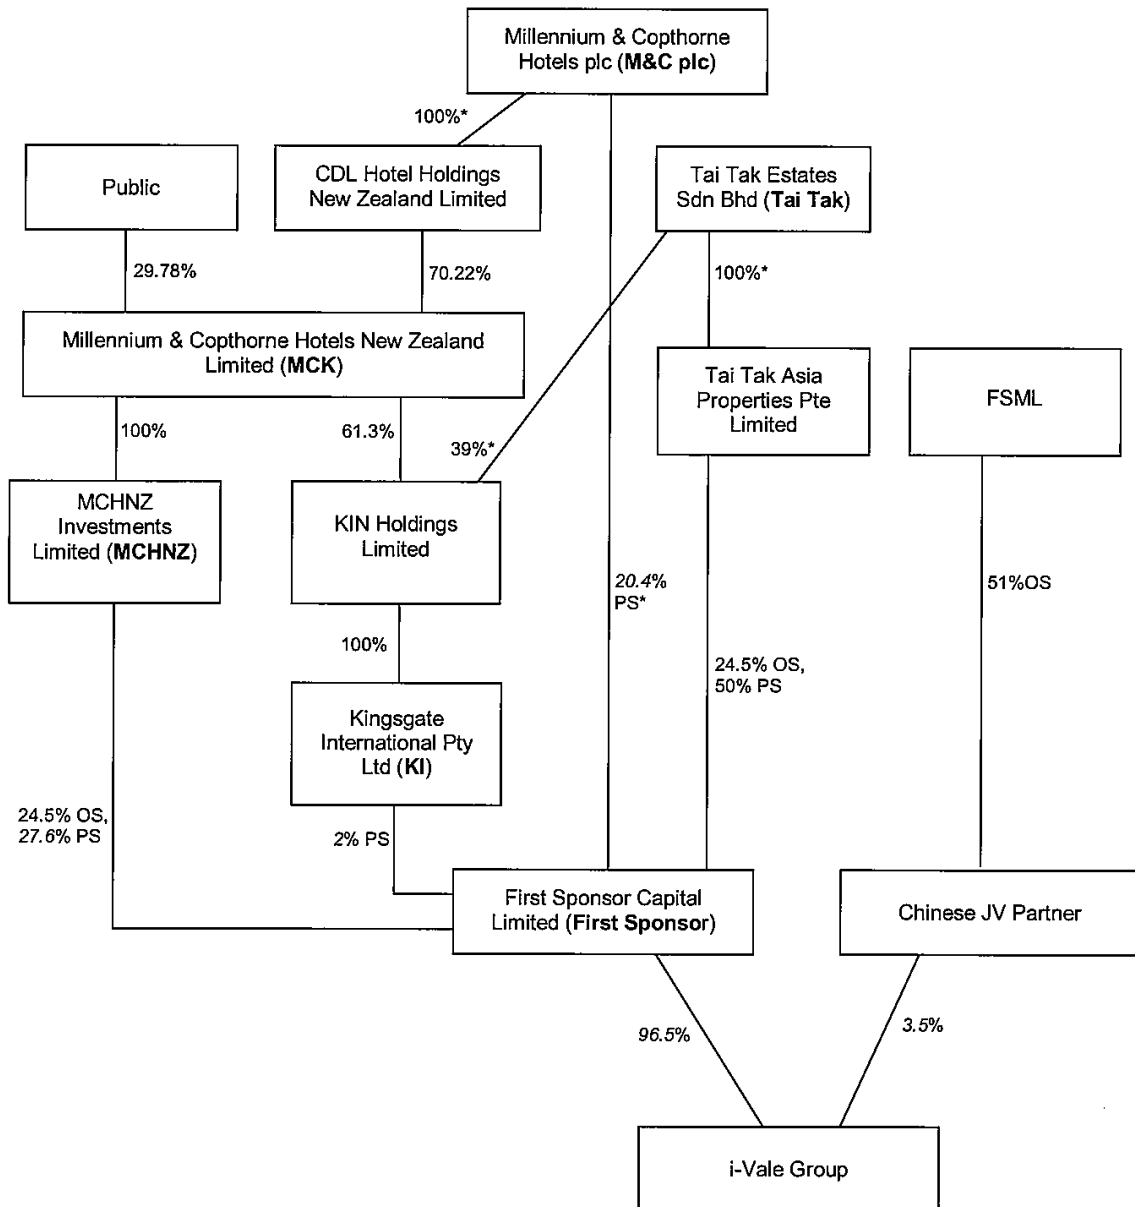 Millennium & Copthorne
Hotels plc (M&C plc)
100%*
Public
CDL Hotel Holdings
New Zealand Limited
Tai Tak Estates
Sdn Bhd (Tai Tak)
29.78%
70.22%
100%*
Millennium & Copthorne Hotels New Zealand
Limited (MCK)
Tai Tak Asia
Properties Pte
Limited
FSML
100%
61.3%
39%*
MCHNZ
Investments
Limited (MCHNZ)
KIN Holdings
Limited
20.4%
PS*
51%OS
100%
24.5% OS,
50% PS
Kingsgate
International Pty
Ltd (KI)
24.5% OS,
27.6% PS
2% PS
First Sponsor Capital
Limited (First Sponsor)
Chinese JV Partner
96.5%
3.5%
i-Vale Group